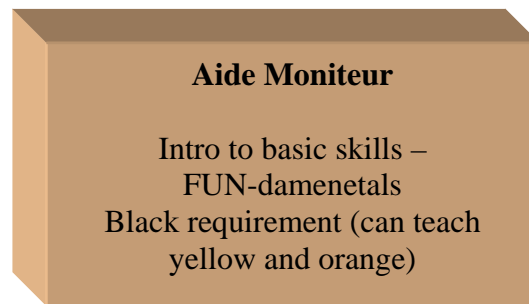 Aide Moniteur
Intro to basic skills –
FUN-damenetals
Black requirement (can teach
yellow and orange)